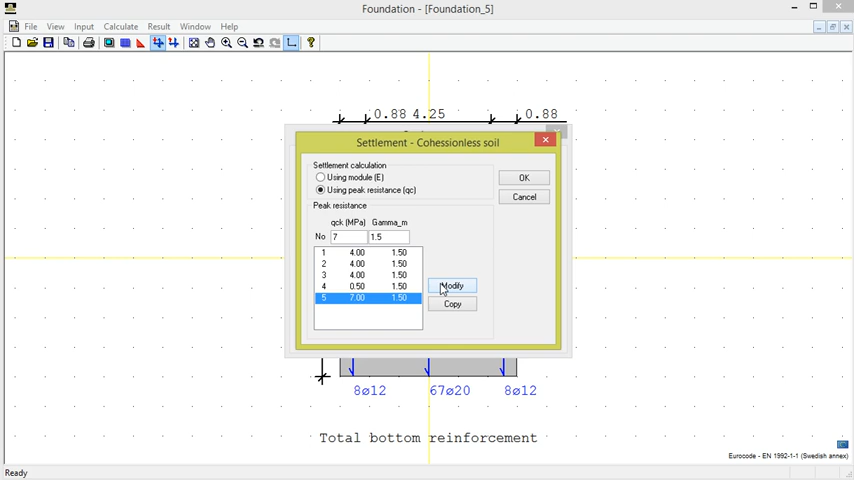 Foundation - [Foundation_5]
File View Input Calculate Result Window Help
0.88 4.25 0.88
Settlement - Cohessionless soil
Settlement calculation
Using module (E)
Using peak resistance (qc)
OK
Cancel
Peak resistance
qck (MPa) Gamma_m
No 7 1.5
1 4.00 1.50
2 4.00 1.50
3 4.00 1.50
4 0.50 1.50
5 7.00 1.50
Modify
Copy
8ø12 67ø20 8ø12
Total bottom reinforcement
Eurocode - EN 1992-1-1 (Swedish annex)
Ready